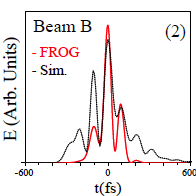 Beam B
(2)
- FROG
- Sim.
E (Arb. Units)
-600 0 600
t(fs)